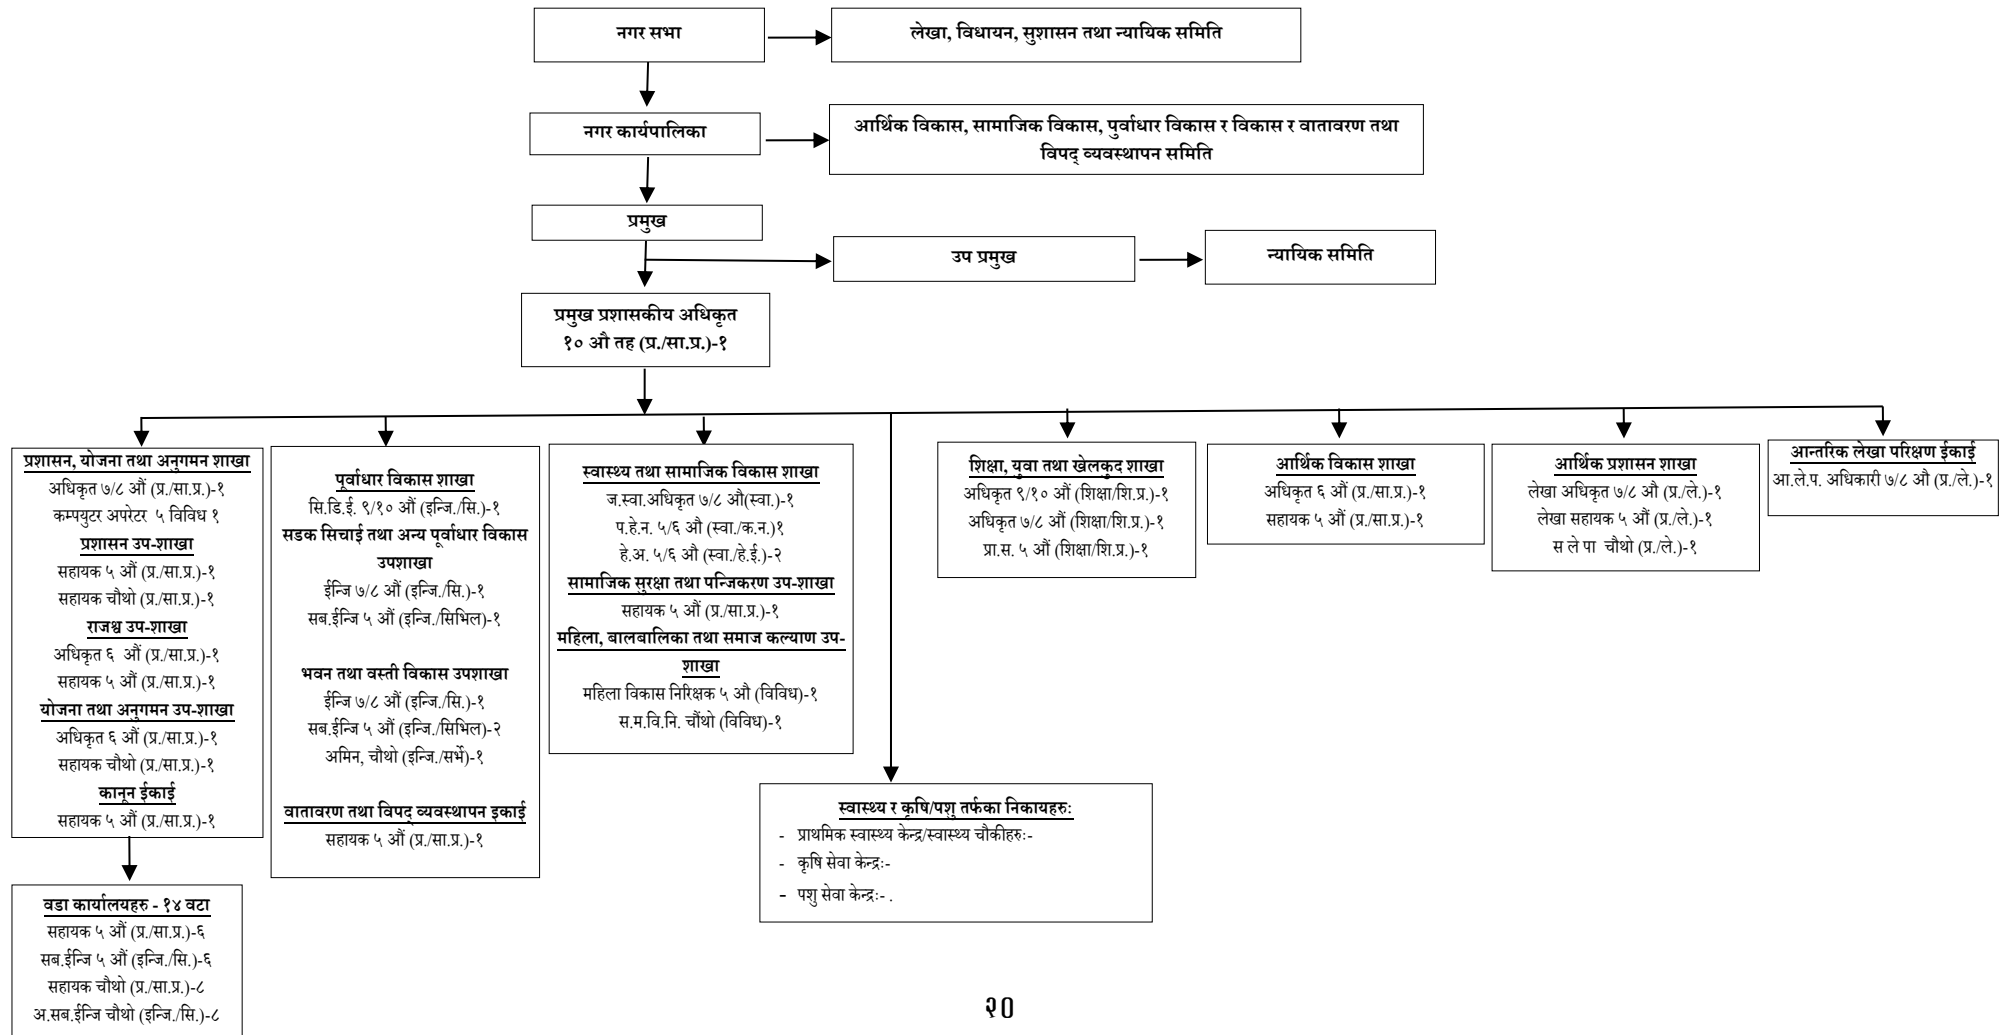 नगर सभा
लेखा, विधायन, सुशासन तथा न्यायिक समिति
नगर कार्यपालिका
आर्थिक विकास, सामाजिक विकास, पुर्वाधार विकास र विकास र वातावरण तथा
विपद् व्यवस्थापन समिति
प्रमुख
उप प्रमुख
न्यायिक समिति
प्रमुख प्रशासकीय अधिकृत
१० औ तह (प्र./सा.प्र.)-१
प्रशासन, योजना तथा अनुगमन शाखा
अधिकृत ७/८ औं (प्र./सा.प्र.)-१
कम्पयुटर अपरेटर ५ विविध १
प्रशासन उप-शाखा
सहायक ५ औं (प्र./सा.प्र.)-१
सहायक चौथो (प्र./सा.प्र.)-१
राजश्व उप-शाखा
अधिकृत ६ औं (प्र./सा.प्र.)-१
सहायक ५ औं (प्र./सा.प्र.)-१
योजना तथा अनुगमन उप-शाखा
अधिकृत ६ औं (प्र./सा.प्र.)-१
सहायक चौथो (प्र./सा.प्र.)-१
कानून ईकाई
सहायक ५ औं (प्र./सा.प्र.)-१
वडा कार्यालयहरु - १४ वटा
सहायक ५ औं (प्र./सा.प्र.)-६
सब.ईन्जि ५ औं (इन्जि./सि.)-६
सहायक चौथो (प्र./सा.प्र.)-८
अ.सब.ईन्जि चौथो (इन्जि./सि.)-८
पूर्वाधार विकास शाखा
सि.डि.ई. ९/१० औं (इन्जि./सि.)-१
सडक सिचाई तथा अन्य पूर्वाधार विकास
उपशाखा
ईन्जि ७/८ औं (इन्जि./सि.)-१
सब.ईन्जि ५ औं (इन्जि./सिभिल)-१
भवन तथा वस्ती विकास उपशाखा
ईन्जि ७/८ औं (इन्जि./सि.)-१
सब.ईन्जि ५ औं (इन्जि./सिभिल)-२
अमिन, चौथो (इन्जि./सर्भे)-१
वातावरण तथा विपद् व्यवस्थापन इकाई
सहायक ५ औं (प्र./सा.प्र.)-१
स्वास्थ्य तथा सामाजिक विकास शाखा
ज.स्वा.अधिकृत ७/८ औ(स्वा.)-१
प.हे.न. ५/६ औ (स्वा./क.न.)१
हे.अ. ५/६ औ (स्वा./हे.ई.)-२
सामाजिक सुरक्षा तथा पन्जिकरण उप-शाखा
सहायक ५ औं (प्र./सा.प्र.)-१
महिला, बालबालिका तथा समाज कल्याण उप-
शाखा
महिला विकास निरिक्षक ५ औ (विविध)-१
स.म.वि.नि. चौंथो (विविध)-१
स्वास्थ्य र कृषि/पशु तर्फका निकायहरु:
- प्राथमिक स्वास्थ्य केन्द्र/स्वास्थ्य चौकीहरु:-
- कृषि सेवा केन्द्र:-
- पशु सेवा केन्द्र:- .
शिक्षा, युवा तथा खेलकुद शाखा
अधिकृत ९/१० औं (शिक्षा/शि.प्र.)-१
अधिकृत ७/८ औं (शिक्षा/शि.प्र.)-१
प्रा.स. ५ औं (शिक्षा/शि.प्र.)-१
आर्थिक विकास शाखा
अधिकृत ६ औं (प्र./सा.प्र.)-१
सहायक ५ औं (प्र./सा.प्र.)-१
आर्थिक प्रशासन शाखा
लेखा अधिकृत ७/८ औं (प्र./ले.)-१
लेखा सहायक ५ औं (प्र./ले.)-१
स ले पा चौथो (प्र./ले.)-१
आन्तरिक लेखा परिक्षण ईकाई
आ.ले.प. अधिकारी ७/८ औं (प्र./ले.)-१
२०